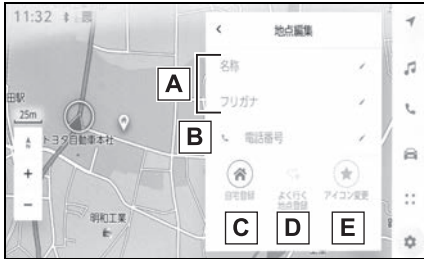 11:32
地点編集
名称
A
フリガナ
B
電話番号
田駅
25m
トヨタ自動車本社
N
+
−
明和工業
自宅登録
よく行く
地点登録
アイコン変更
C
D
E